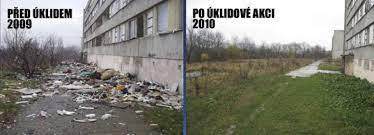 PŘED ÚKLIDEM
2009
PO ÚKLIDOVÉ AKCI
2010